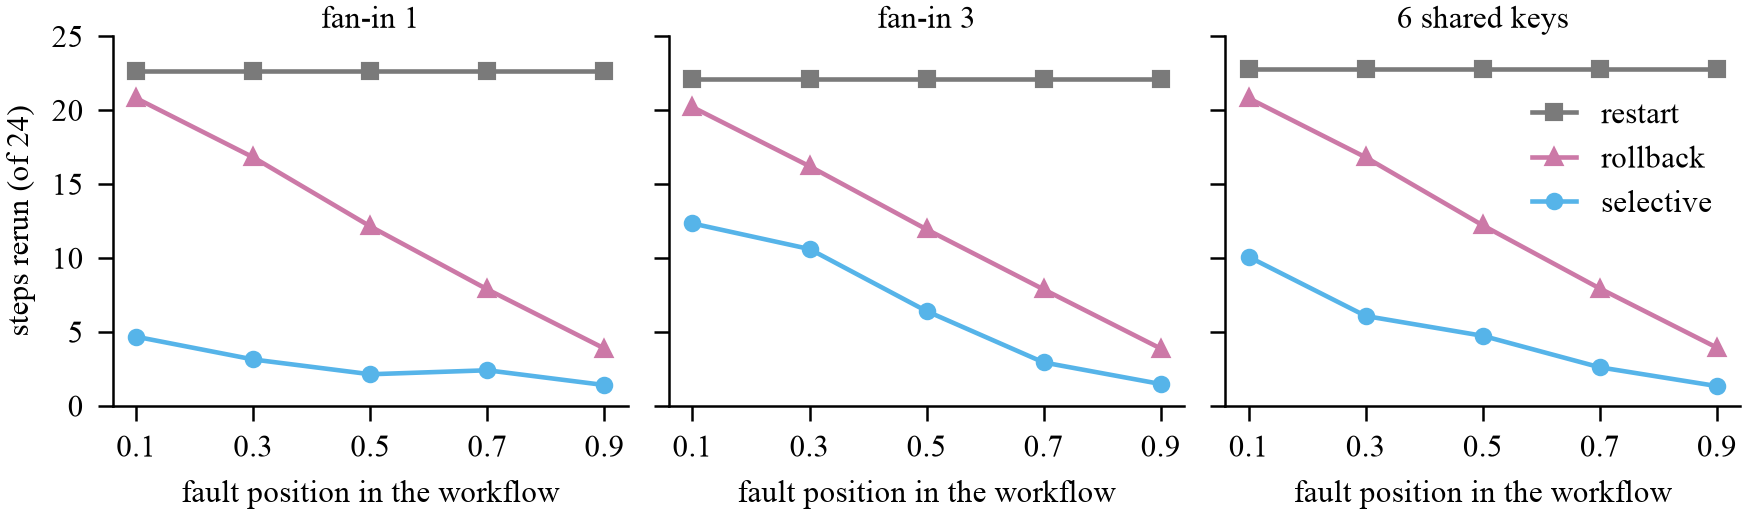 fan-in 1
fan-in 3
6 shared keys
steps rerun (of 24)
25
20
15
10
5
0
restart
rollback
selective
0.1 0.3 0.5 0.7 0.9
0.1 0.3 0.5 0.7 0.9
0.1 0.3 0.5 0.7 0.9
fault position in the workflow
fault position in the workflow
fault position in the workflow